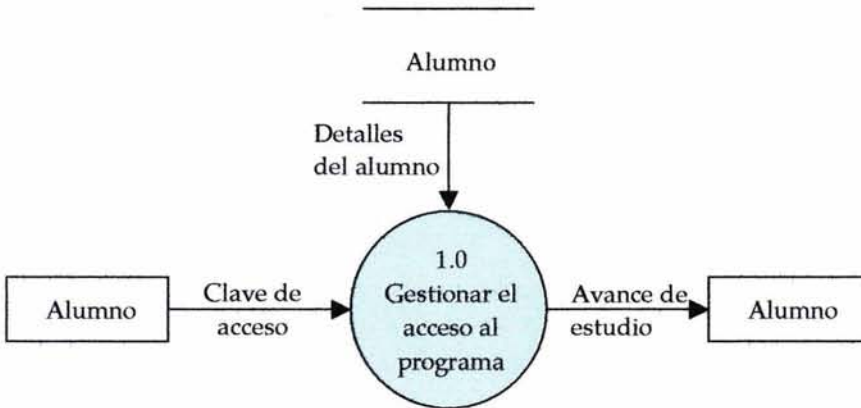 Alumno
Detalles
del alumno
1.0
Gestionar el
acceso al
programa
Alumno
Clave de
acceso
Avance de
estudio
Alumno